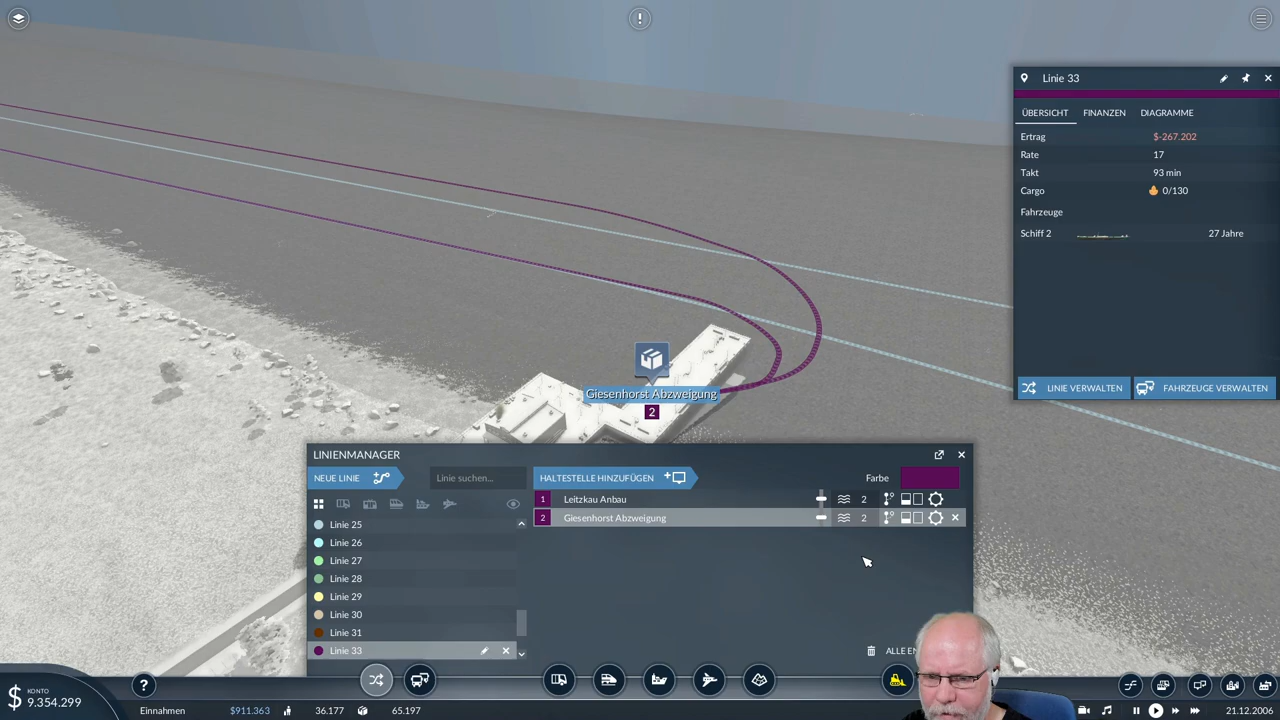 !
Linie 33
ÜBERSICHT FINANZEN DIAGRAMME
Ertrag $-267.202
Rate 17
Takt 93 min
Cargo 0/130
Fahrzeuge
Schiff 2 27 Jahre
LINIE VERWALTEN FAHRZEUGE VERWALTEN
Giesenhorst Abzweigung
2
LINIENMANAGER
NEUE LINIE Linie suchen... HALTESTELLE HINZUFÜGEN Farbe
1 Leitzkau Anbau 2
2 Giesenhorst Abzweigung 2
Linie 25
Linie 26
Linie 27
Linie 28
Linie 29
Linie 30
Linie 31
Linie 33
ALLE EN
$ KONTO
9.354.299
?
Einnahmen $911.363 36.177 65.197 21.12.2006